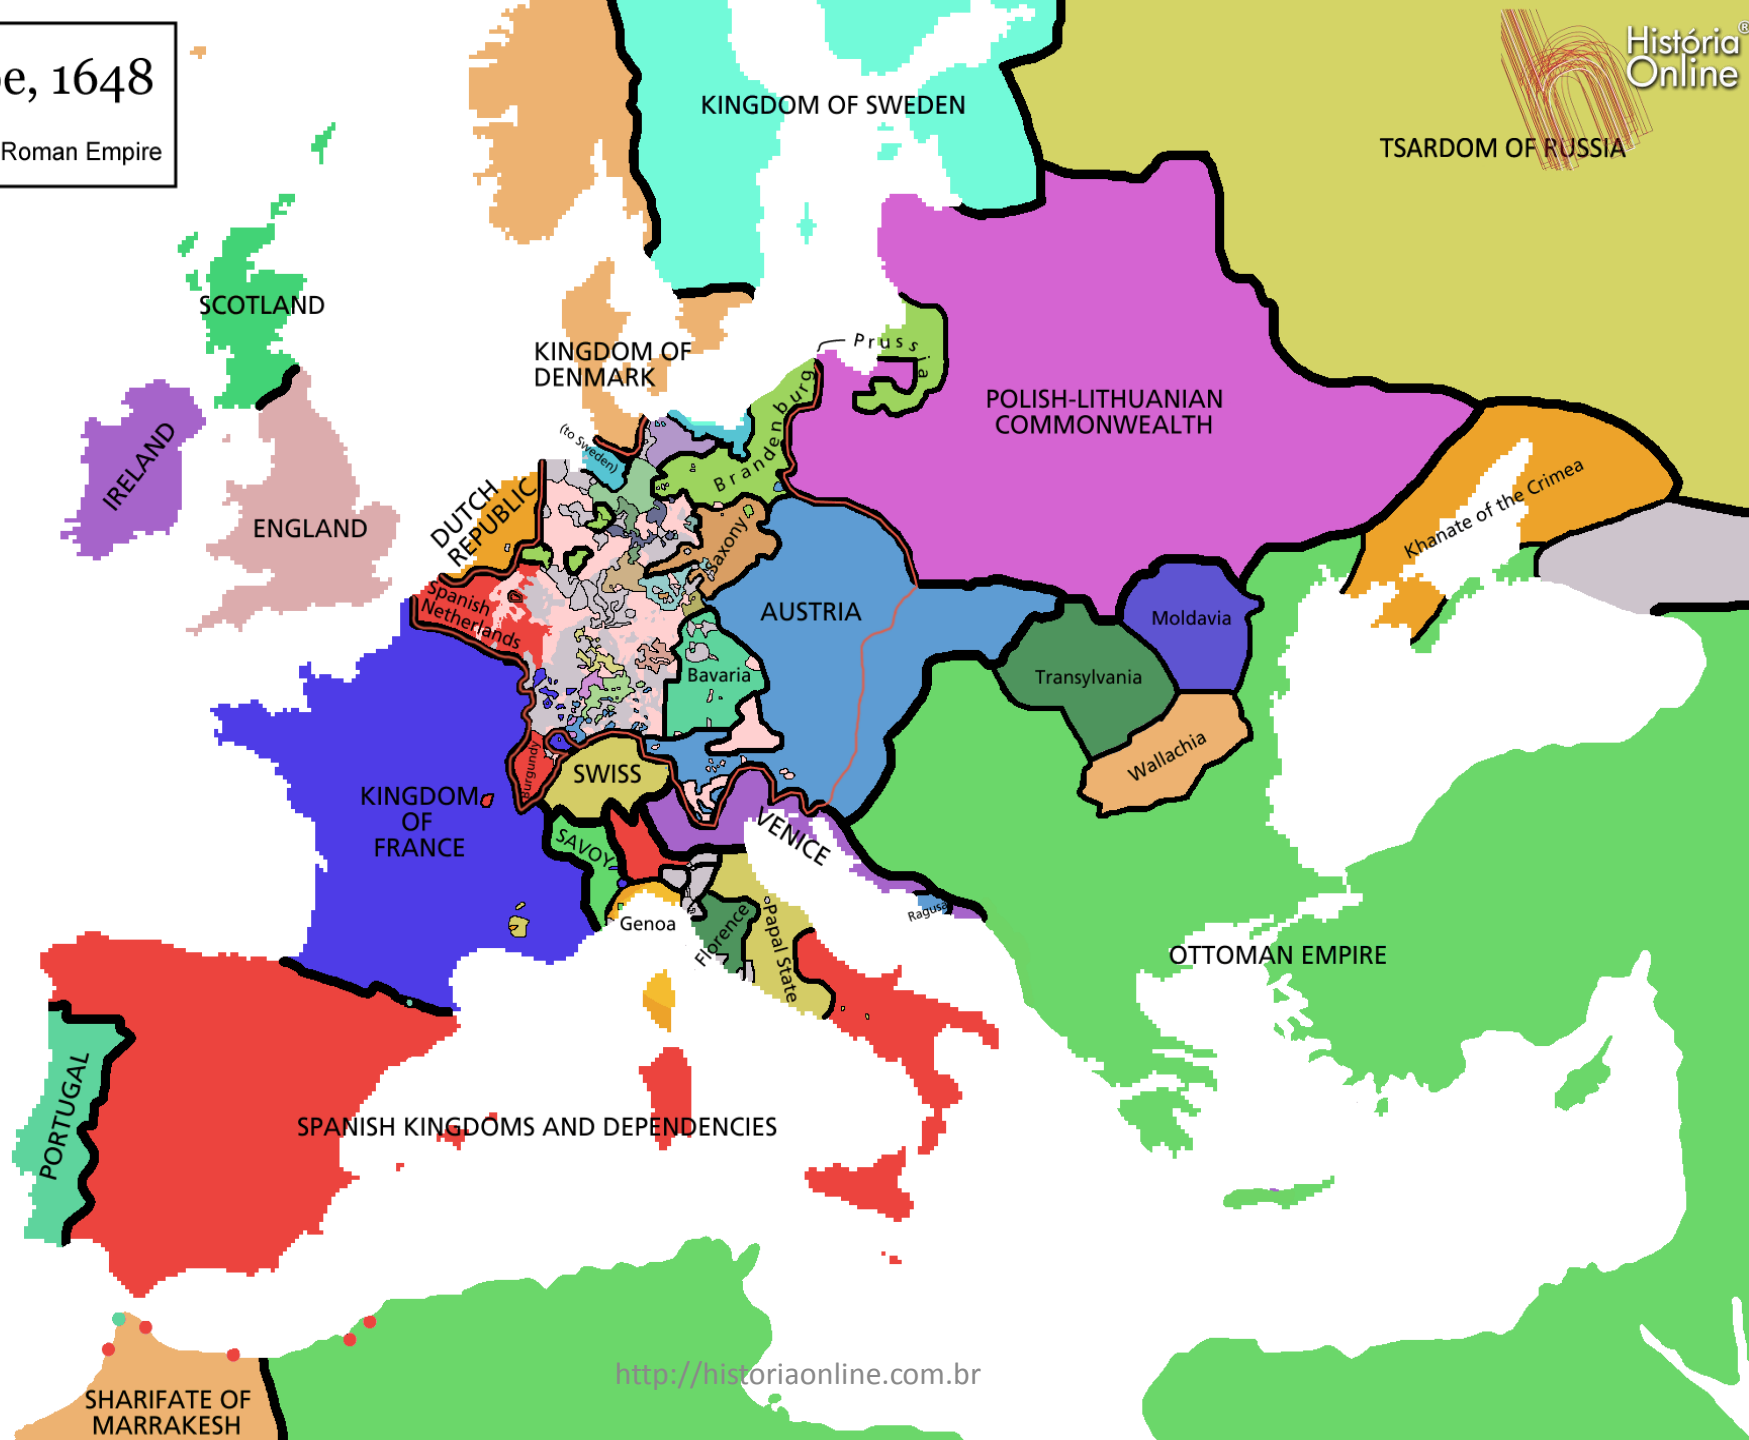 e, 1648
Roman Empire
História
Online
®
KINGDOM OF SWEDEN
TSARDOM OF RUSSIA
SCOTLAND
KINGDOM OF
DENMARK
Prussia
POLISH-LITHUANIAN
COMMONWEALTH
IRELAND
(to Sweden)
Brandenburg
DUTCH
REPUBLIC
ENGLAND
Khanate of the Crimea
Saxony
Spanish
Netherlands
AUSTRIA
Moldavia
Bavaria
Transylvania
Wallachia
Burgundy
SWISS
KINGDOM
OF
FRANCE
SAVOY
VENICE
Ragusa
Genoa
Florence
Papal State
OTTOMAN EMPIRE
PORTUGAL
SPANISH KINGDOMS AND DEPENDENCIES
http://historiaonline.com.br
SHARIFATE OF
MARRAKESH